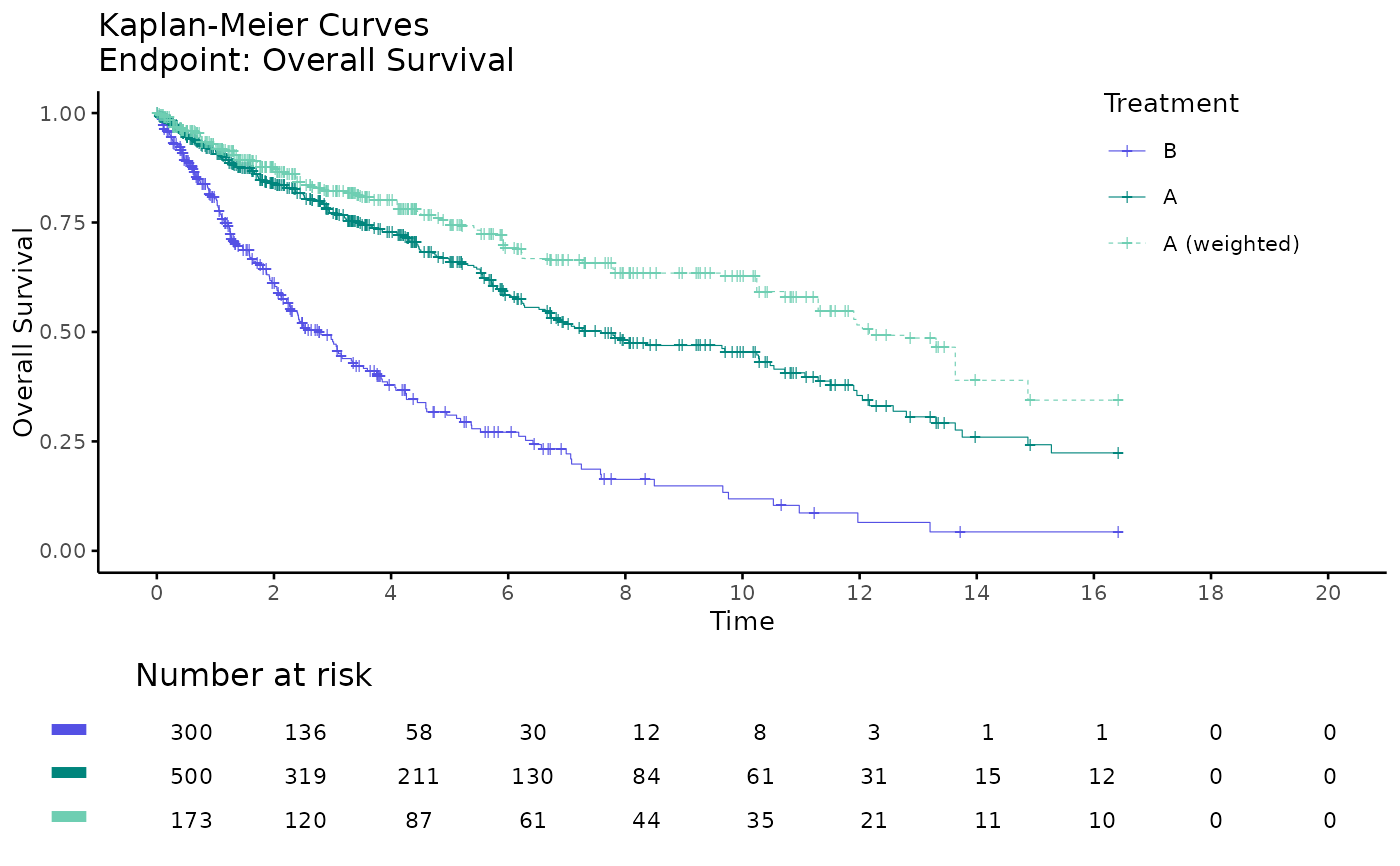 Kaplan-Meier Curves
Endpoint: Overall Survival
Treatment
B
A
A (weighted)
Overall Survival
1.00
0.75
0.50
0.25
0.00
0 2 4 6 8 10 12 14 16 18 20
Time
Number at risk
300 136 58 30 12 8 3 1 1 0 0
500 319 211 130 84 61 31 15 12 0 0
173 120 87 61 44 35 21 11 10 0 0